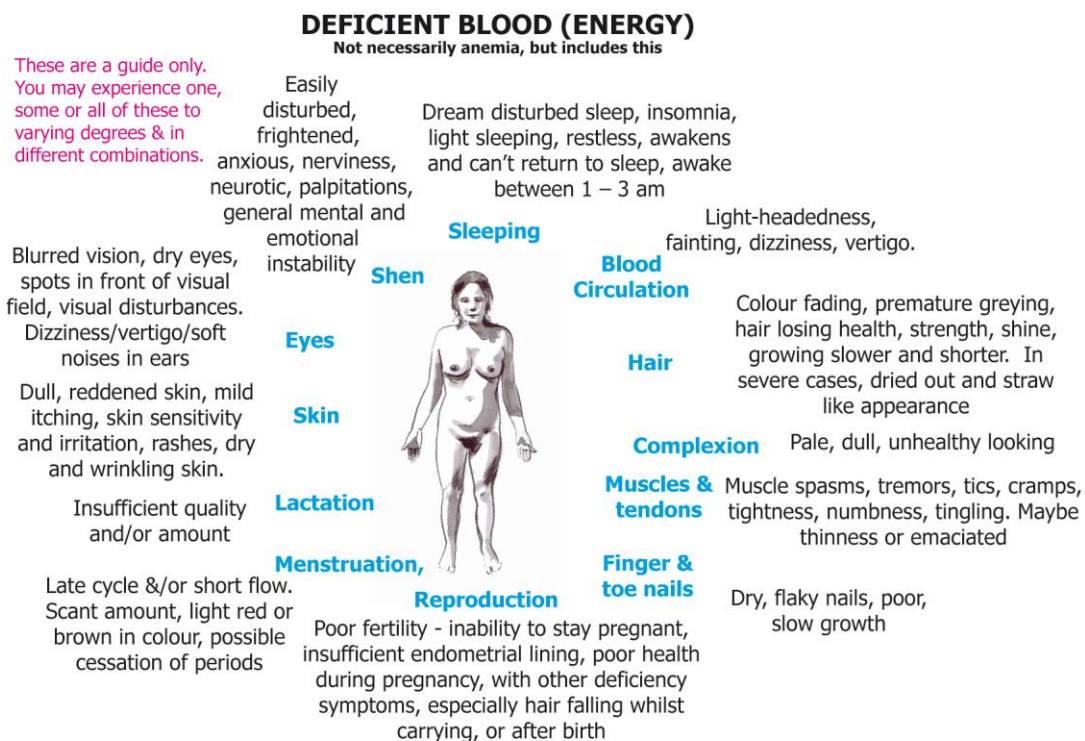 DEFICIENT BLOOD (ENERGY)
Not necessarily anemia, but includes this
These are a guide only.
You may experience one,
some or all of these to
varying degrees & in
different combinations.
Easily
disturbed,
frightened,
anxious, nerviness,
neurotic, palpitations,
general mental and
emotional
instability
Shen
Dream disturbed sleep, insomnia,
light sleeping, restless, awakens
and can't return to sleep, awake
between 1 – 3 am
Sleeping
Light-headedness,
fainting, dizziness, vertigo.
Blood
Circulation
Blurred vision, dry eyes,
spots in front of visual
field, visual disturbances.
Dizziness/vertigo/soft
noises in ears
Eyes
Colour fading, premature greying,
hair losing health, strength, shine,
growing slower and shorter. In
severe cases, dried out and straw
like appearance
Hair
Dull, reddened skin, mild
itching, skin sensitivity
and irritation, rashes, dry
and wrinkling skin.
Skin
Complexion
Pale, dull, unhealthy looking
Insufficient quality
and/or amount
Lactation
Muscles &
tendons
Muscle spasms, tremors, tics, cramps,
tightness, numbness, tingling. Maybe
thinness or emaciated
Menstruation,
Late cycle &/or short flow.
Scant amount, light red or
brown in colour, possible
cessation of periods
Finger &
toe nails
Dry, flaky nails, poor,
slow growth
Reproduction
Poor fertility - inability to stay pregnant,
insufficient endometrial lining, poor health
during pregnancy, with other deficiency
symptoms, especially hair falling whilst
carrying, or after birth